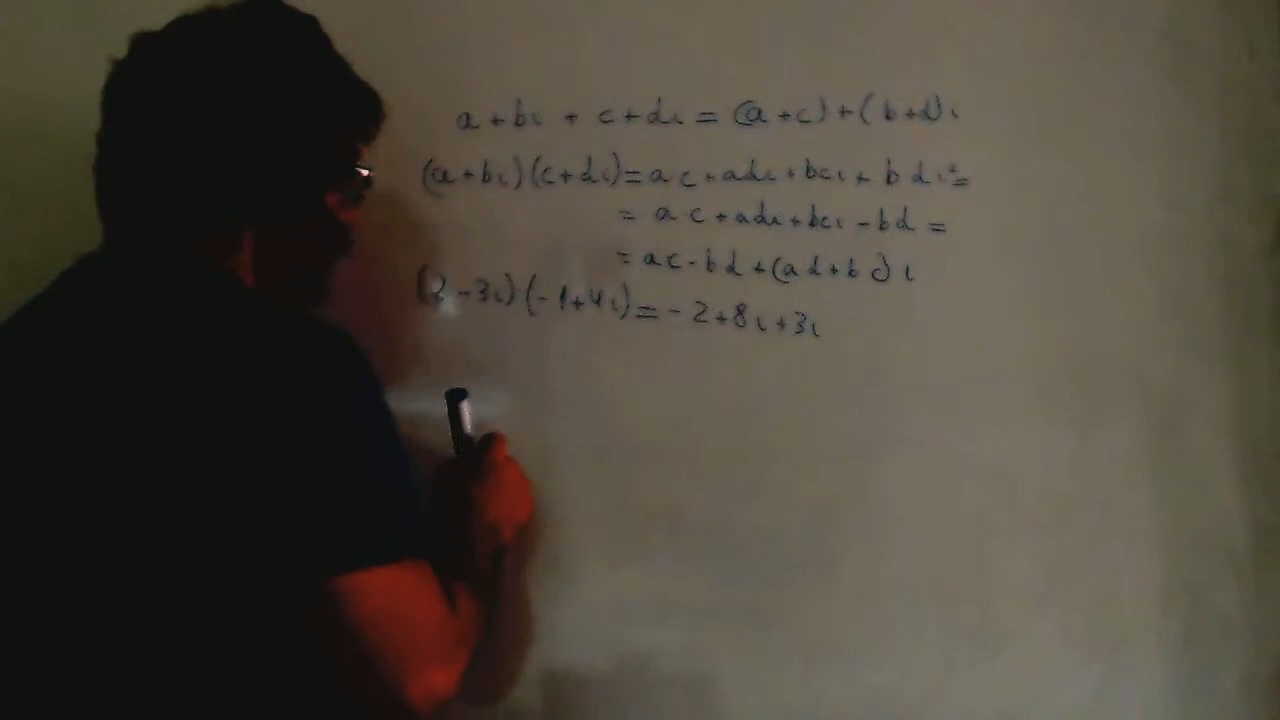 a + bi + c + di = (a + c) + (b + d)i
(a + bi)(c + di) = ac + adi + bci + bdi² =
= ac + adi + bci - bd =
= ac - bd + (ad + bc)i
(2 - 3i)(-1 + 4i) = -2 + 8i + 3i